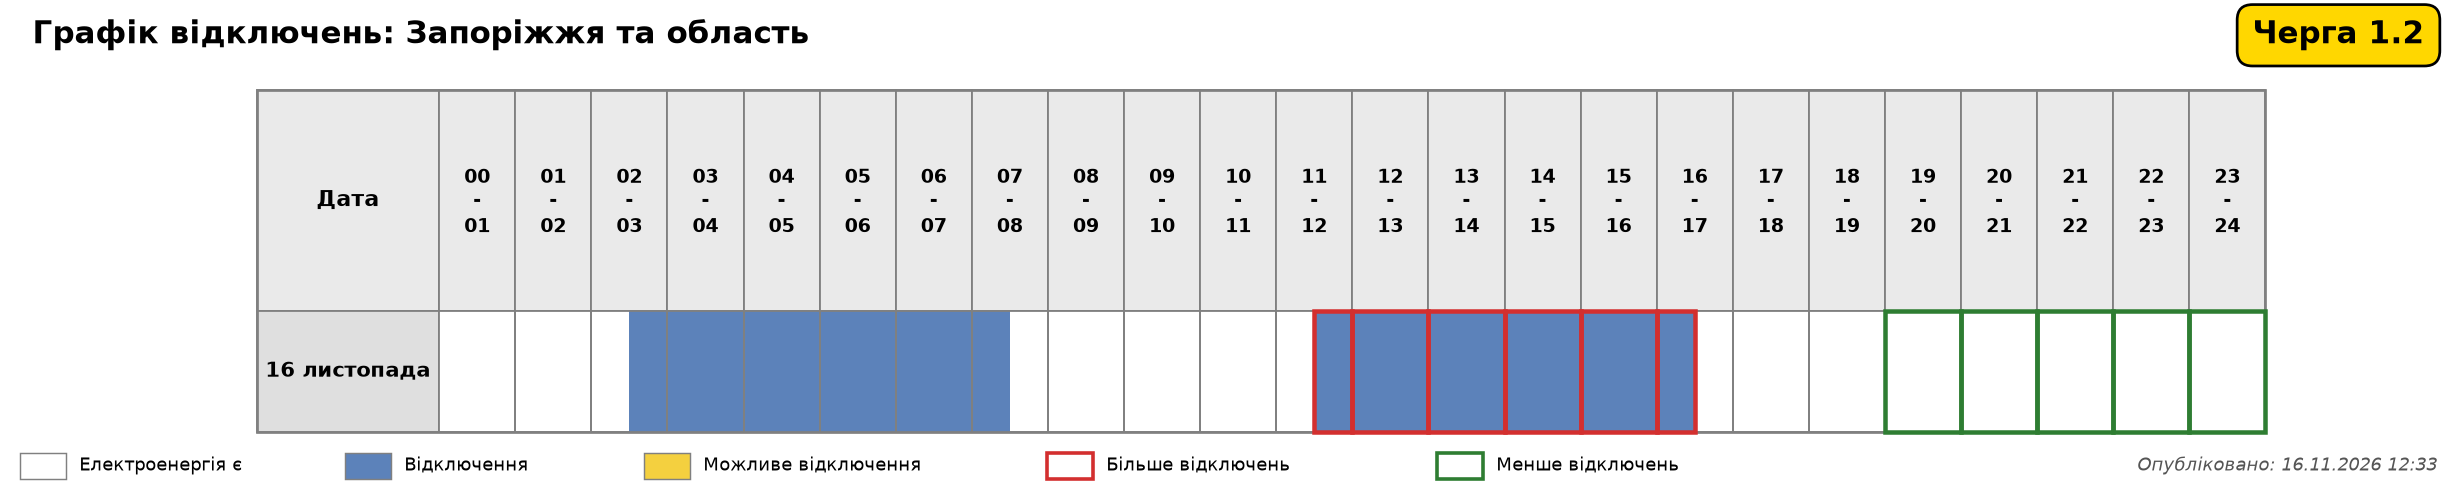 Графік відключень: Запоріжжя та область
Черга 1.2
Дата
00 - 01
01 - 02
02 - 03
03 - 04
04 - 05
05 - 06
06 - 07
07 - 08
08 - 09
09 - 10
10 - 11
11 - 12
12 - 13
13 - 14
14 - 15
15 - 16
16 - 17
17 - 18
18 - 19
19 - 20
20 - 21
21 - 22
22 - 23
23 - 24
16 листопада
Електроенергія є
Відключення
Можливе відключення
Більше відключень
Менше відключень
Опубліковано: 16.11.2026 12:33